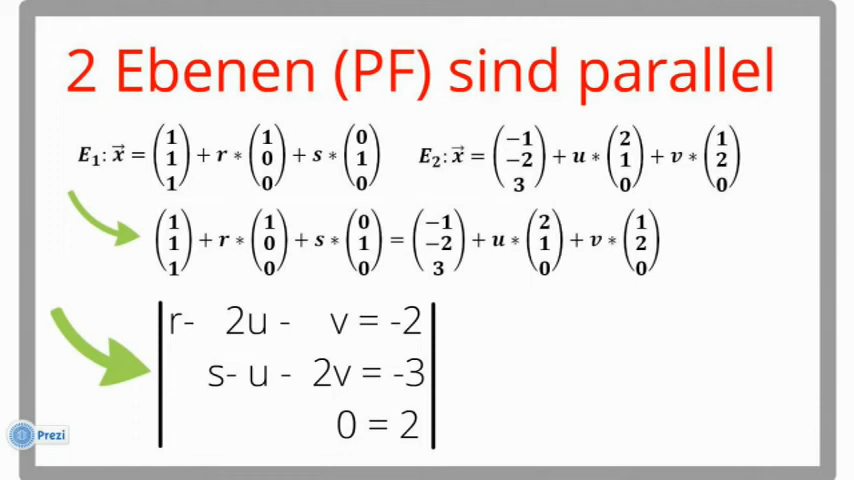 2 Ebenen (PF) sind parallel
E₁: x⃗ = (1 1 1) + r * (1 0 0) + s * (0 1 0) E₂: x⃗ = (−1 −2 3) + u * (2 1 0) + v * (1 2 0)
(1 1 1) + r * (1 0 0) + s * (0 1 0) = (−1 −2 3) + u * (2 1 0) + v * (1 2 0)
r- 2u - v = -2
s- u - 2v = -3
0 = 2
Prezi